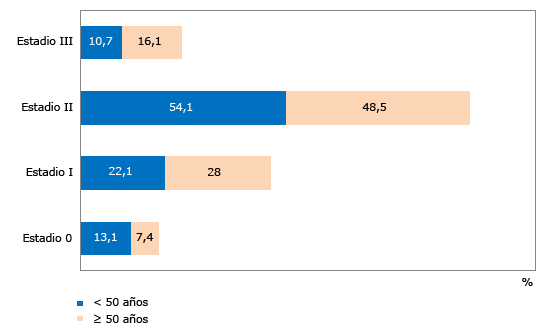 Estadio III 10,7 16,1
Estadio II 54,1 48,5
Estadio I 22,1 28
Estadio 0 13,1 7,4
%
< 50 años
≥ 50 años